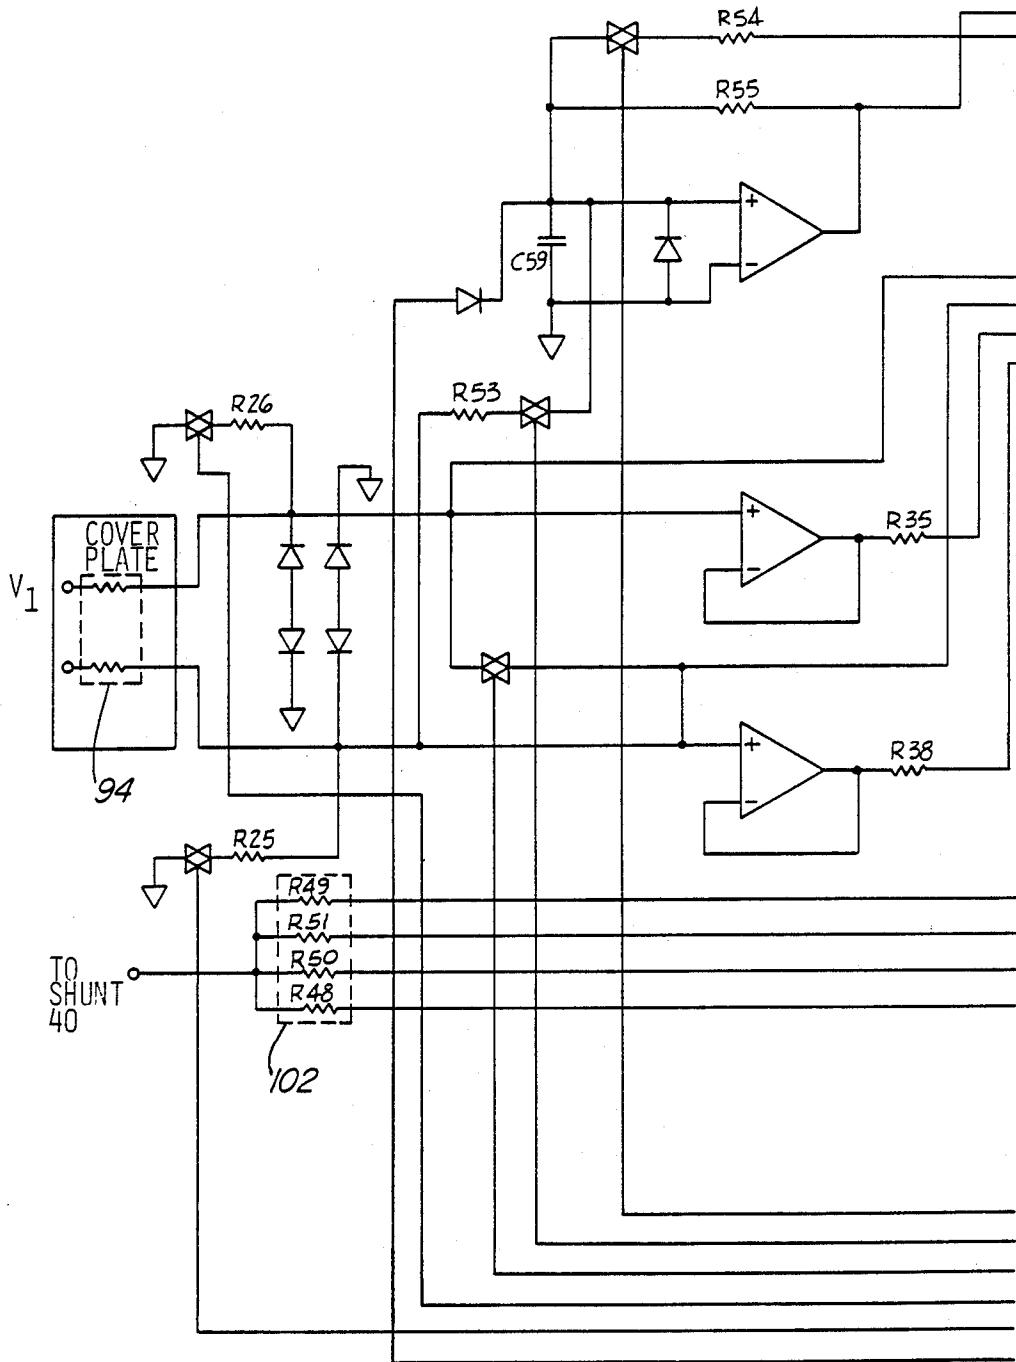 R54
R55
+
−
C59
R53
R26
COVER
PLATE
V1
+
−
R35
94
+
−
R38
R25
R49
R51
R50
R48
TO
SHUNT
40
102